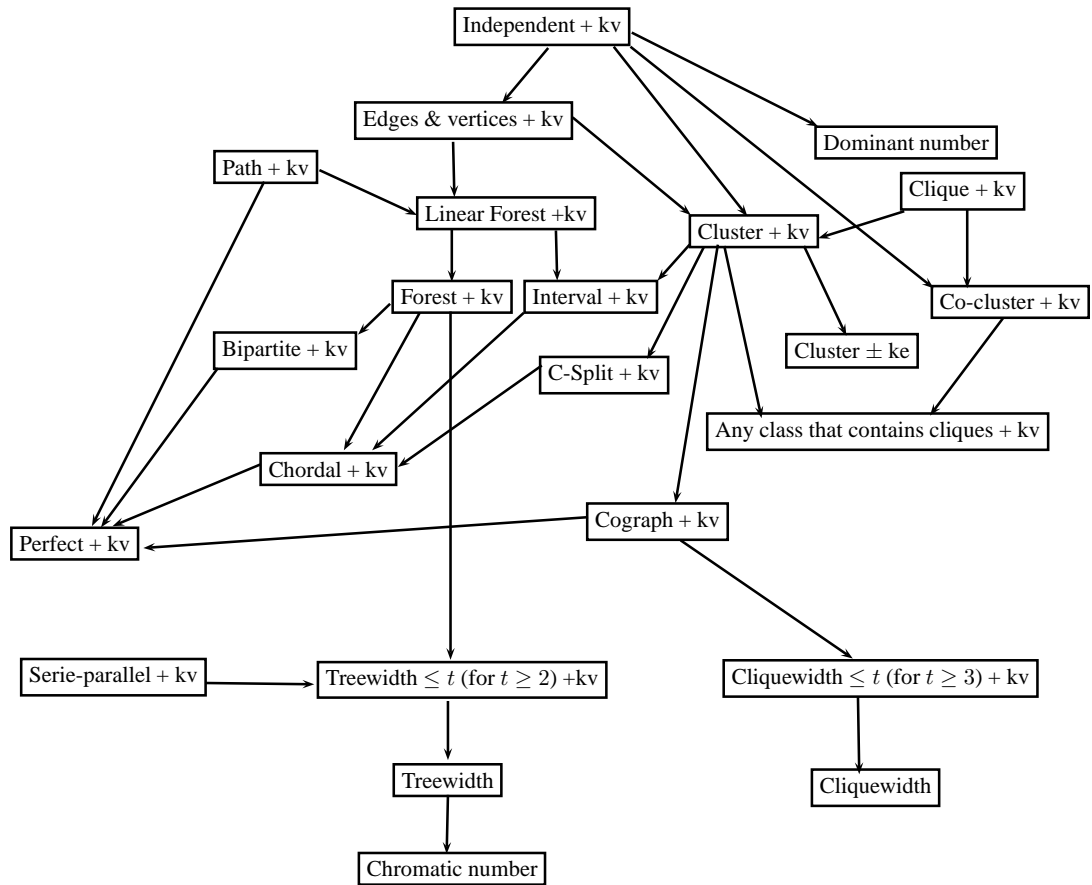 Independent + kv
Edges & vertices + kv
Dominant number
Path + kv
Clique + kv
Linear Forest +kv
Cluster + kv
Forest + kv
Interval + kv
Co-cluster + kv
Bipartite + kv
Cluster ± ke
C-Split + kv
Any class that contains cliques + kv
Chordal + kv
Cograph + kv
Perfect + kv
Serie-parallel + kv
Treewidth ≤ t (for t ≥ 2) +kv
Cliquewidth ≤ t (for t ≥ 3) + kv
Treewidth
Cliquewidth
Chromatic number